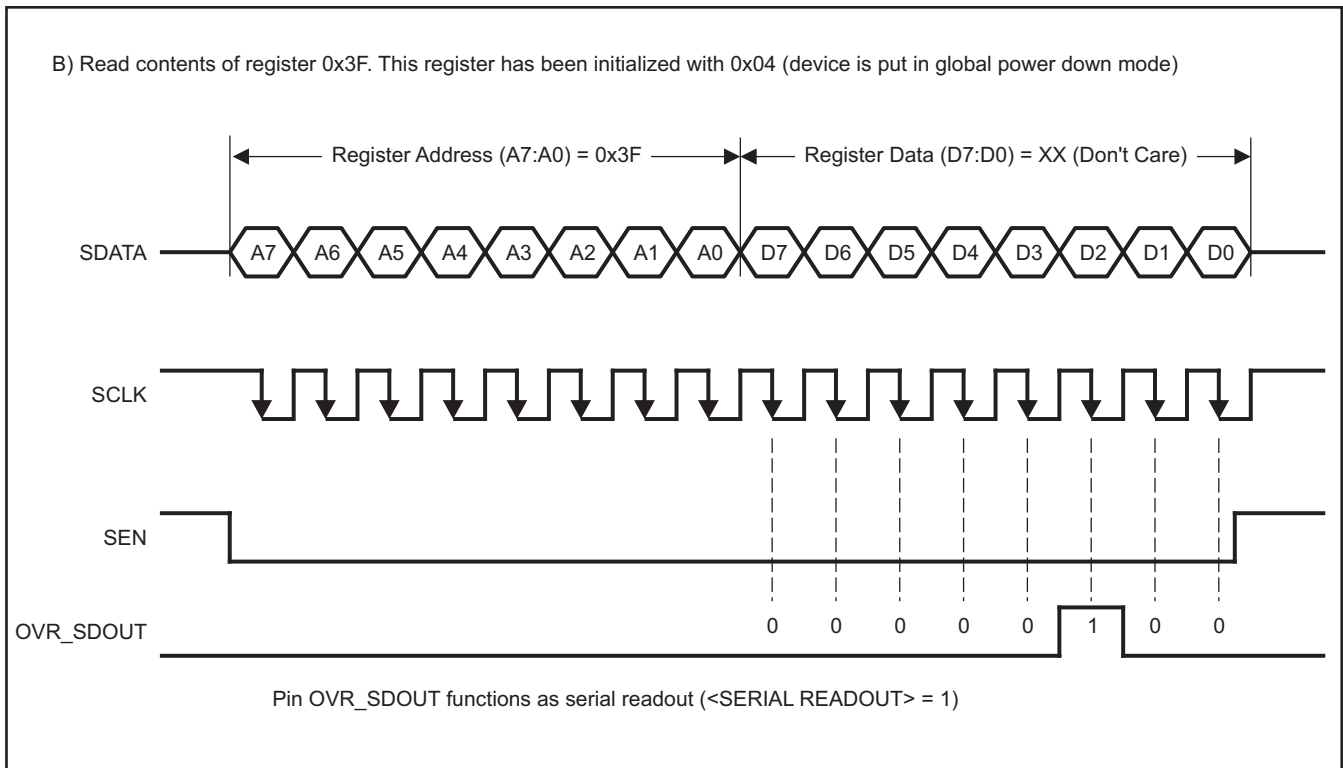 B) Read contents of register 0x3F. This register has been initialized with 0x04 (device is put in global power down mode)
Register Address (A7:A0) = 0x3F
Register Data (D7:D0) = XX (Don't Care)
SDATA
A7 A6 A5 A4 A3 A2 A1 A0 D7 D6 D5 D4 D3 D2 D1 D0
SCLK
SEN
OVR_SDOUT
0 0 0 0 0 1 0 0
Pin OVR_SDOUT functions as serial readout (<SERIAL READOUT> = 1)